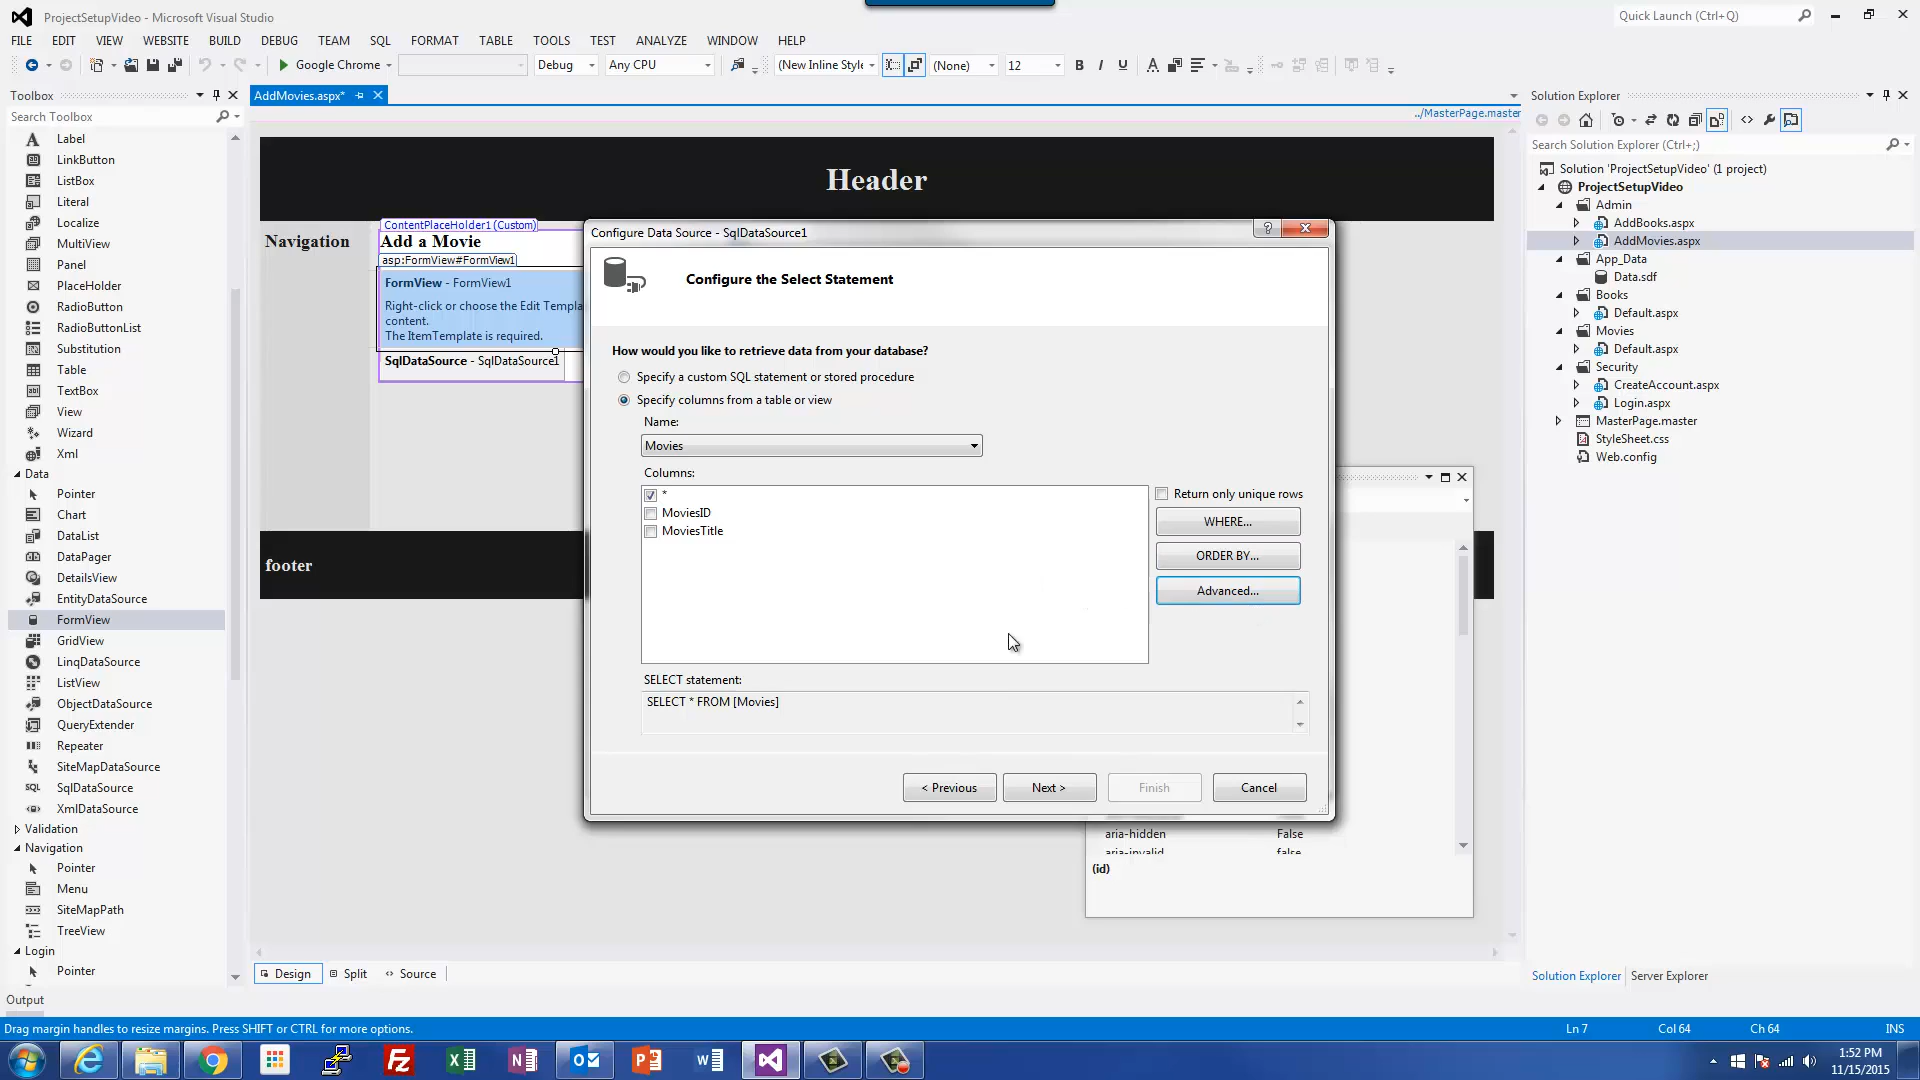 ProjectSetupVideo - Microsoft Visual Studio
Quick Launch (Ctrl+Q)
FILE EDIT VIEW WEBSITE BUILD DEBUG TEAM SQL FORMAT TABLE TOOLS TEST ANALYZE WINDOW HELP
Google Chrome Debug Any CPU (New Inline Style (None) 12 B I U A
Toolbox
Search Toolbox
Label
LinkButton
ListBox
Literal
Localize
MultiView
Panel
PlaceHolder
RadioButton
RadioButtonList
Substitution
Table
TextBox
View
Wizard
Xml
Data
Pointer
Chart
DataList
DataPager
DetailsView
EntityDataSource
FormView
GridView
LinqDataSource
ListView
ObjectDataSource
QueryExtender
Repeater
SiteMapDataSource
SQL SqlDataSource
XmlDataSource
Validation
Navigation
Pointer
Menu
SiteMapPath
TreeView
Login
Pointer
Output
AddMovies.aspx*
../MasterPage.master
Header
Navigation
ContentPlaceHolder1 (Custom)
Add a Movie
asp:FormView#FormView1
FormView - FormView1
Right-click or choose the Edit Templa
content.
The ItemTemplate is required.
SqlDataSource - SqlDataSource1
footer
Configure Data Source - SqlDataSource1
?
Configure the Select Statement
How would you like to retrieve data from your database?
Specify a custom SQL statement or stored procedure
Specify columns from a table or view
Name:
Movies
Columns:
*
MoviesID
MoviesTitle
Return only unique rows
WHERE...
ORDER BY...
Advanced...
SELECT statement:
SELECT * FROM [Movies]
< Previous
Next >
Finish
Cancel
aria-hidden False
aria-invalid false
(id)
Design Split Source
Solution Explorer
Search Solution Explorer (Ctrl+;)
Solution 'ProjectSetupVideo' (1 project)
ProjectSetupVideo
Admin
AddBooks.aspx
AddMovies.aspx
App_Data
Data.sdf
Books
Default.aspx
Movies
Default.aspx
Security
CreateAccount.aspx
Login.aspx
MasterPage.master
StyleSheet.css
Web.config
Solution Explorer Server Explorer
Drag margin handles to resize margins. Press SHIFT or CTRL for more options.
Ln 7 Col 64 Ch 64 INS
1:52 PM
11/15/2015